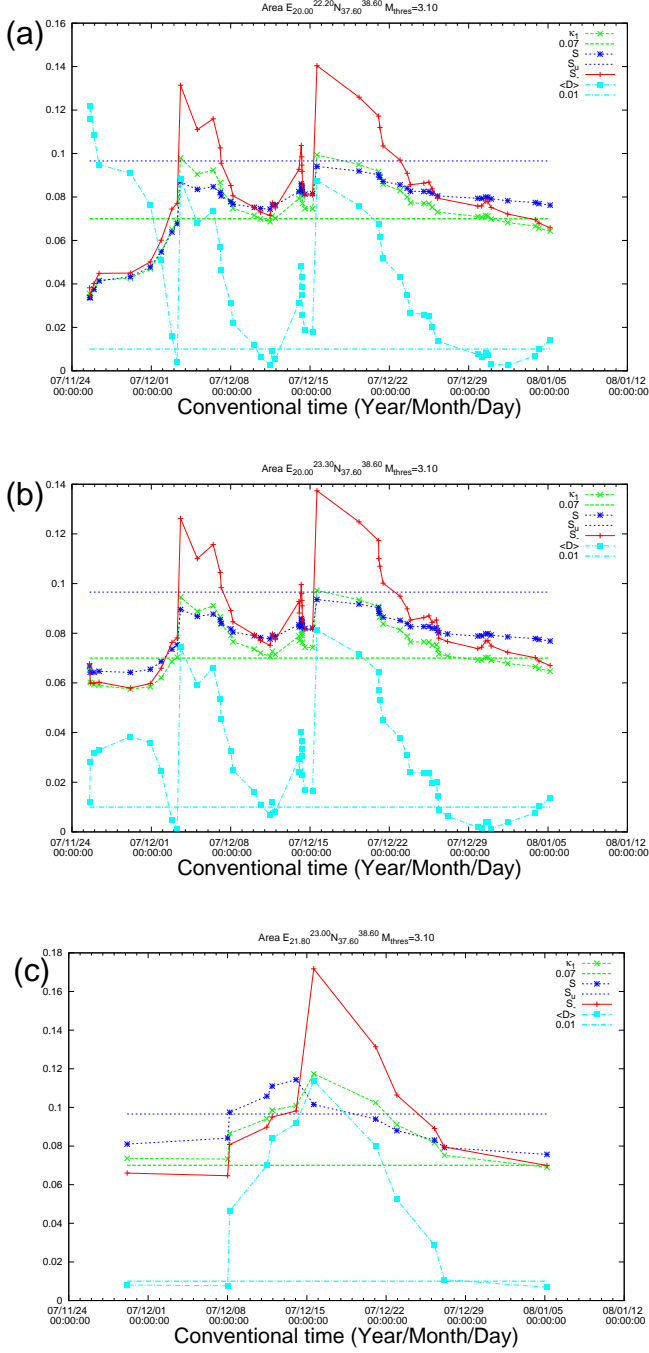 (a)
Area E20.00 22.20 N37.60 38.60 Mthres=3.10
0.16
0.14
0.12
0.1
0.08
0.06
0.04
0.02
0
κ1
0.07
S
Su
S-
<D>
0.01
07/11/24 07/12/01 07/12/08 07/12/15 07/12/22 07/12/29 08/01/05 08/01/12
00:00:00 00:00:00 00:00:00 00:00:00 00:00:00 00:00:00 00:00:00 00:00:00
Conventional time (Year/Month/Day)
(b)
Area E20.00 23.30 N37.60 38.60 Mthres=3.10
0.14
0.12
0.1
0.08
0.06
0.04
0.02
0
κ1
0.07
S
Su
S-
<D>
0.01
07/11/24 07/12/01 07/12/08 07/12/15 07/12/22 07/12/29 08/01/05 08/01/12
00:00:00 00:00:00 00:00:00 00:00:00 00:00:00 00:00:00 00:00:00 00:00:00
Conventional time (Year/Month/Day)
(c)
Area E21.80 23.00 N37.60 38.60 Mthres=3.10
0.18
0.16
0.14
0.12
0.1
0.08
0.06
0.04
0.02
0
κ1
0.07
S
Su
S-
<D>
0.01
07/11/24 07/12/01 07/12/08 07/12/15 07/12/22 07/12/29 08/01/05 08/01/12
00:00:00 00:00:00 00:00:00 00:00:00 00:00:00 00:00:00 00:00:00 00:00:00
Conventional time (Year/Month/Day)